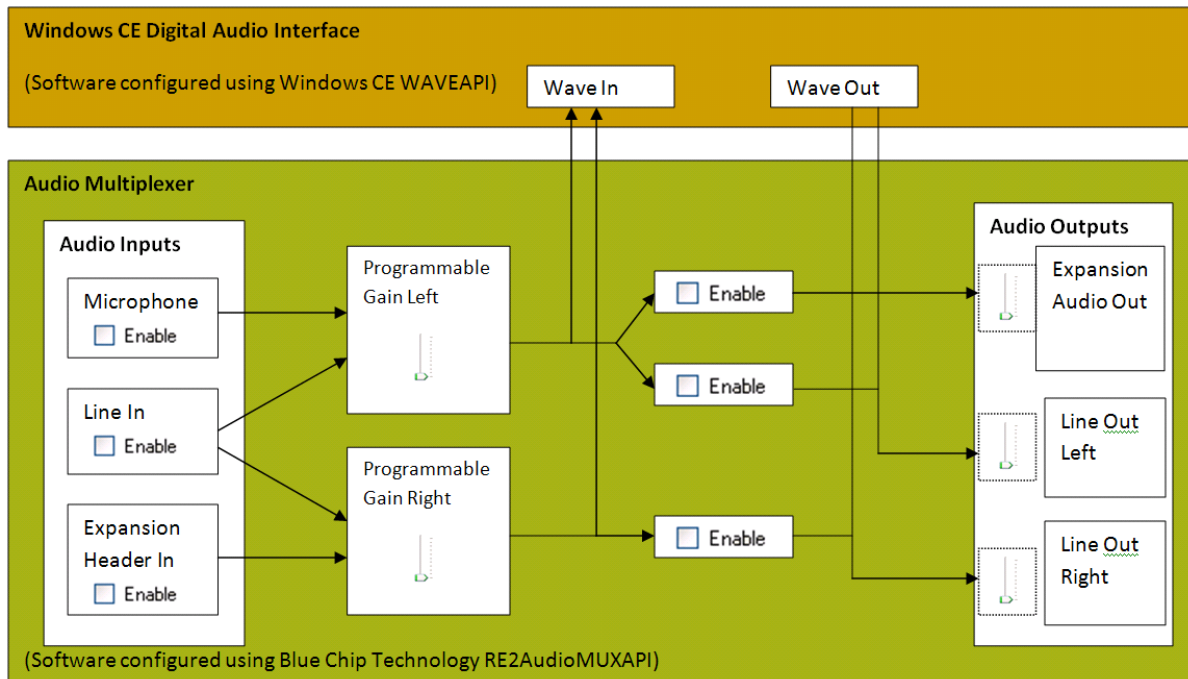 Windows CE Digital Audio Interface
(Software configured using Windows CE WAVEAPI)
Wave In
Wave Out
Audio Multiplexer
Audio Inputs
Microphone
Enable
Line In
Enable
Expansion
Header In
Enable
Programmable
Gain Left
Programmable
Gain Right
Enable
Enable
Enable
Audio Outputs
Expansion
Audio Out
Line Out
Left
Line Out
Right
(Software configured using Blue Chip Technology RE2AudioMUXAPI)